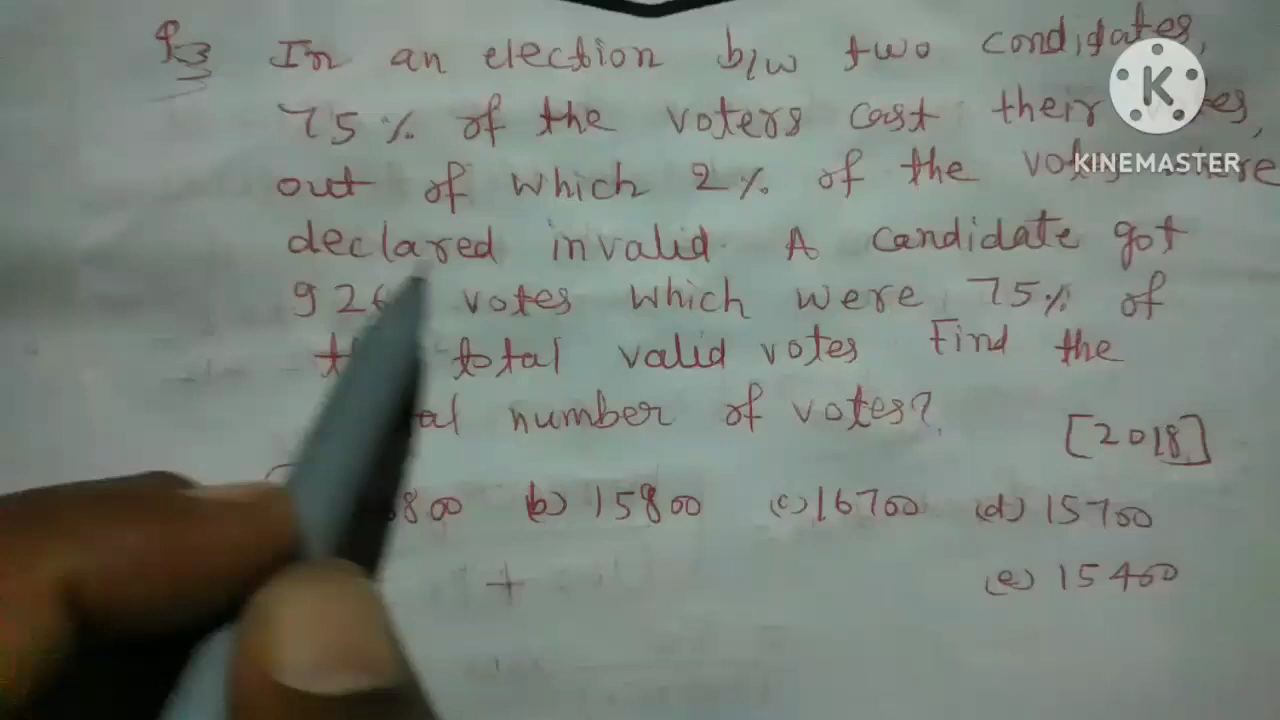 Q3 In an election b/w two condidates,
75% of the voters cast their
out of which 2% of the
declared invalid. A candidate got
votes which were 75% of
total valid votes Find the
number of votes?
[2018]
b) 15800 (c) 16700 (d) 15700
(e) 15460
K
KINEMASTER